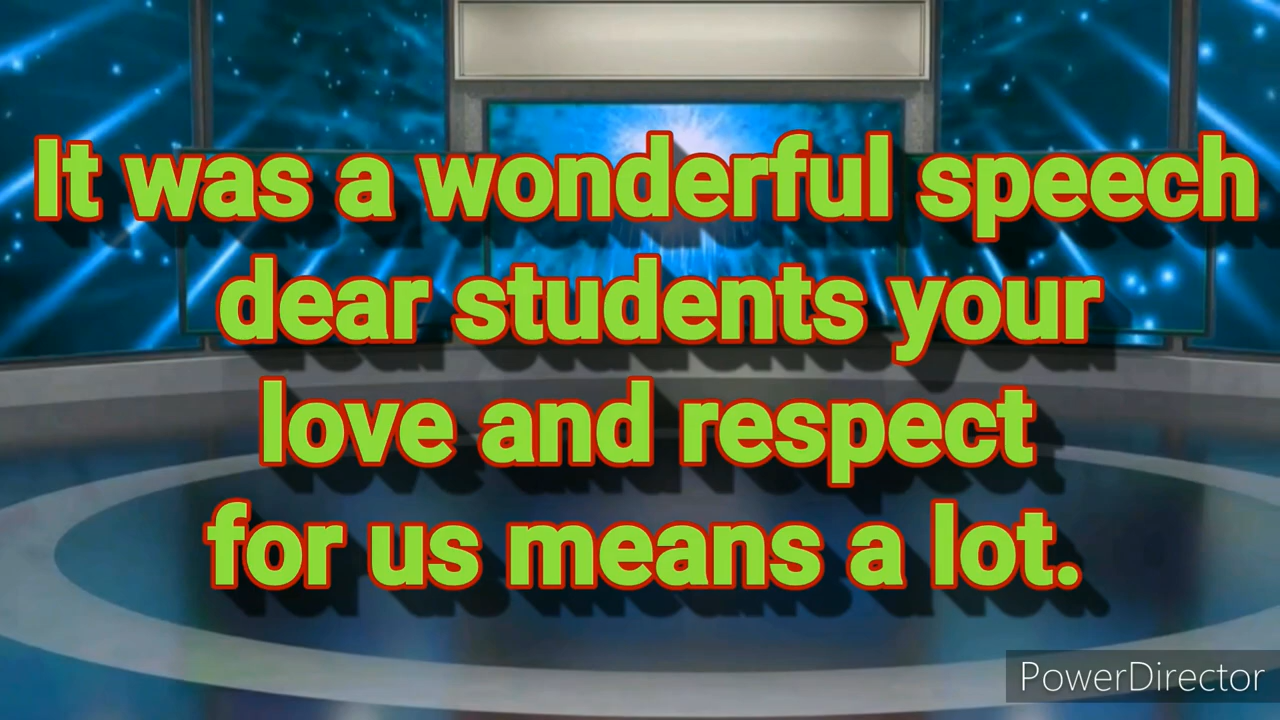 It was a wonderful speech
dear students your
love and respect
for us means a lot.
PowerDirector